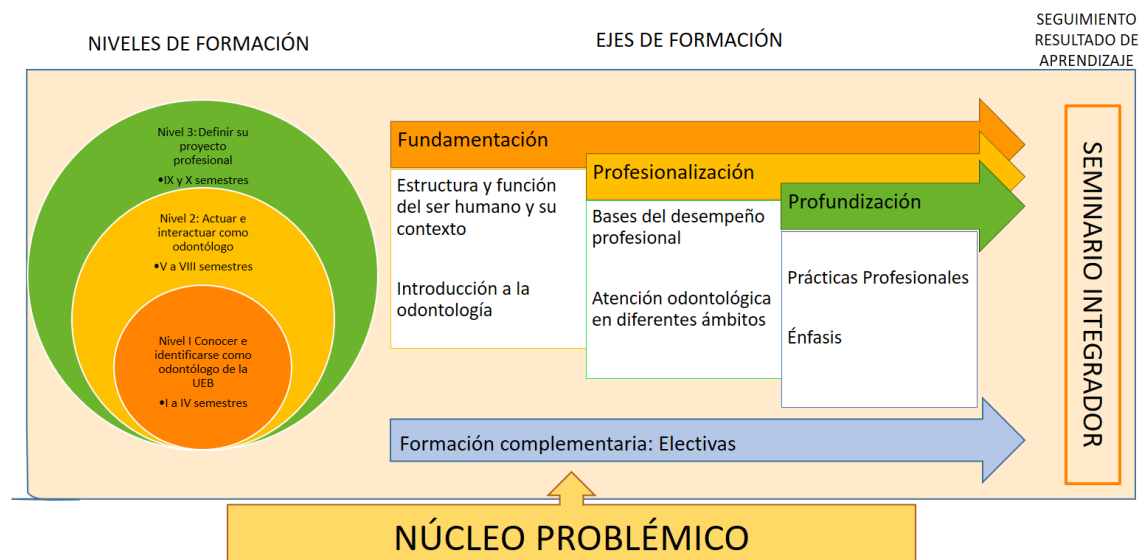 NIVELES DE FORMACIÓN
EJES DE FORMACIÓN
SEGUIMIENTO
RESULTADO DE
APRENDIZAJE
Nivel 3: Definir su
proyecto
profesional
•IX y X semestres
Nivel 2: Actuar e
interactuar como
odontólogo
•V a VIII semestres
Nivel I Conocer e
identificarse como
odontólogo de la
UEB
•I a IV semestres
Fundamentación
Estructura y función
del ser humano y su
contexto
Introducción a la
odontología
Profesionalización
Bases del desempeño
profesional
Atención odontológica
en diferentes ámbitos
Profundización
Prácticas Profesionales
Énfasis
Formación complementaria: Electivas
SEMINARIO INTEGRADOR
NÚCLEO PROBLÉMICO